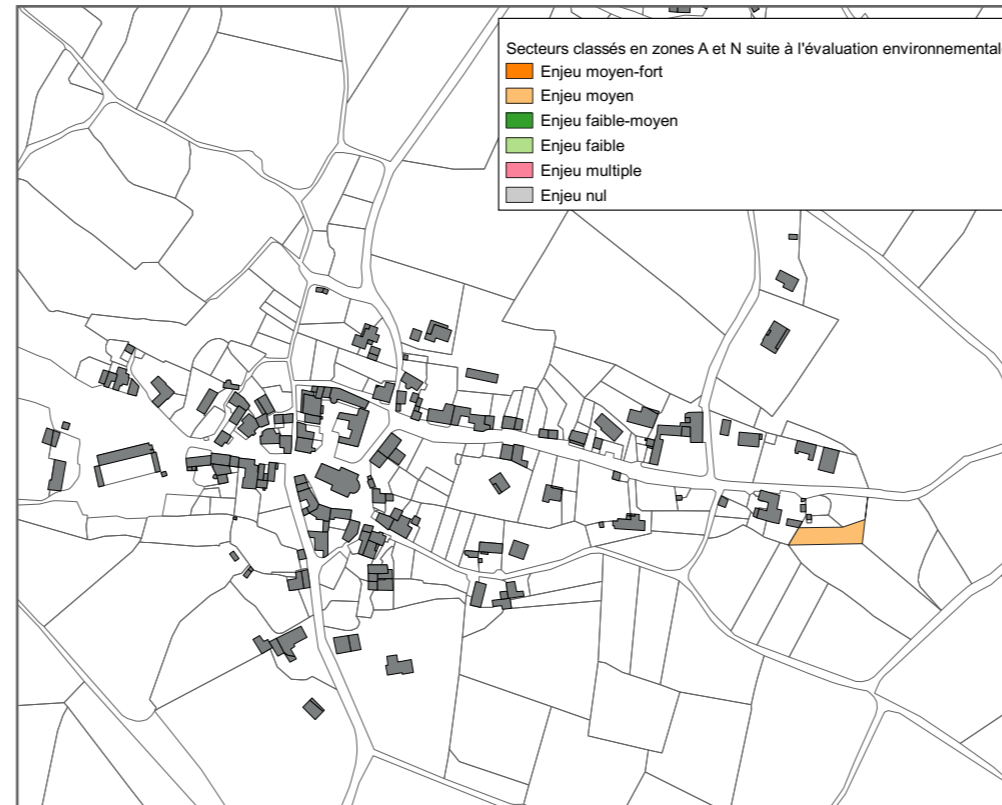 Secteurs classés en zones A et N suite à l'évaluation environnementale
Enjeu moyen-fort
Enjeu moyen
Enjeu faible-moyen
Enjeu faible
Enjeu multiple
Enjeu nul